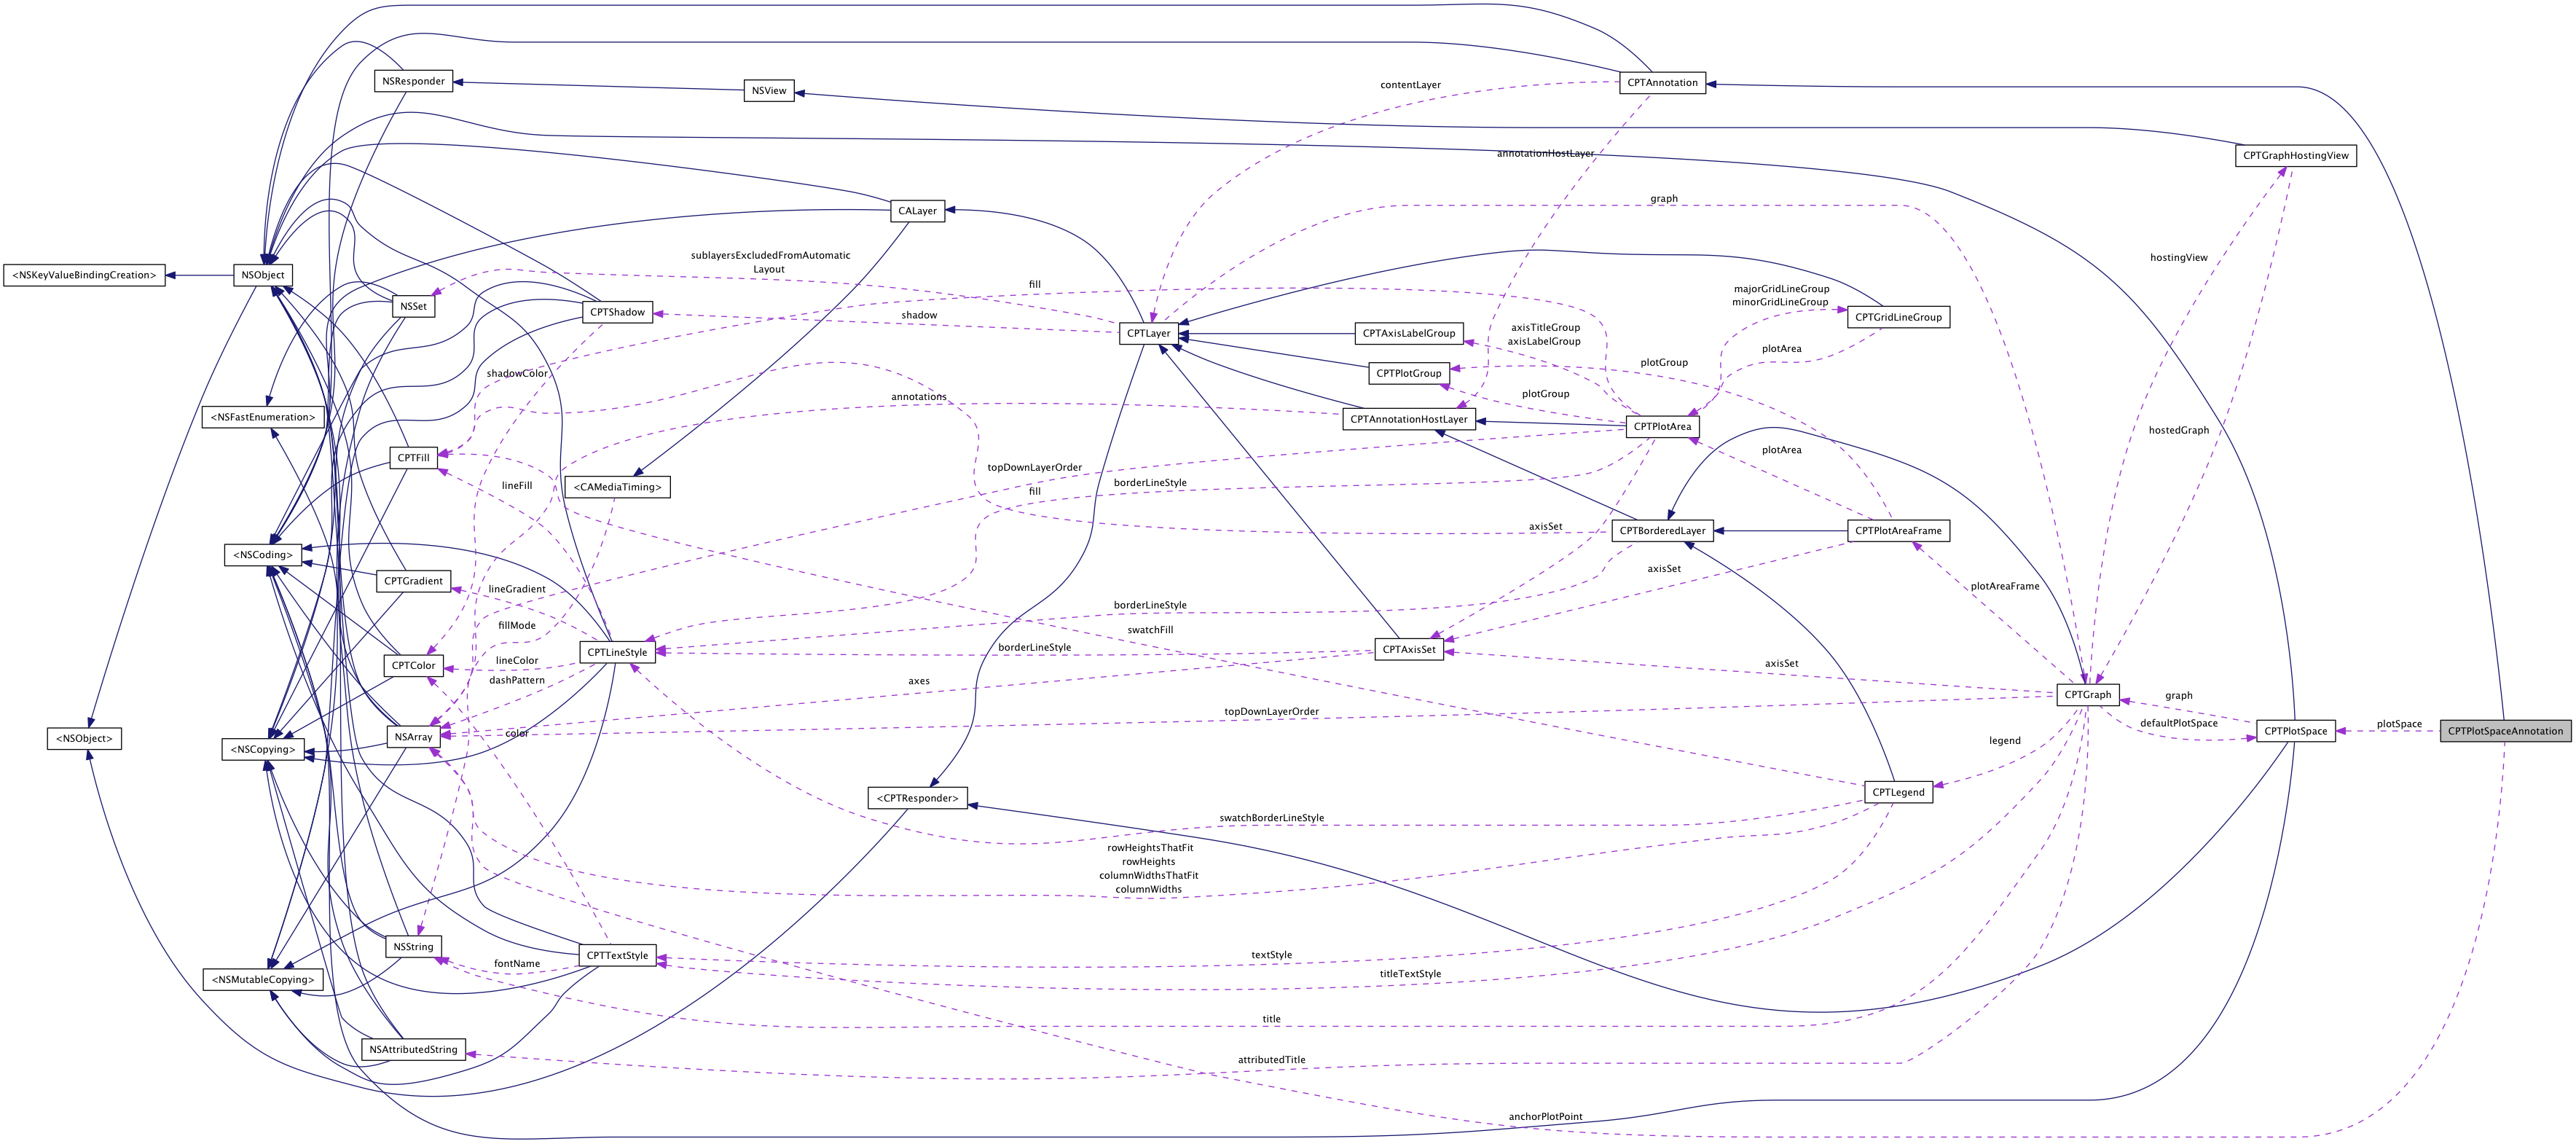 NSResponder
NSView
contentLayer
CPTAnnotation
annotationHostLayer
CPTGraphHostingView
graph
CALayer
hostingView
sublayersExcludedFromAutomatic
Layout
<NSKeyValueBindingCreation>
NSObject
NSSet
CPTShadow
fill
shadow
CPTLayer
CPTAxisLabelGroup
axisTitleGroup
axisLabelGroup
majorGridLineGroup
minorGridLineGroup
CPTGridLineGroup
plotArea
shadowColor
CPTPlotGroup
plotGroup
plotGroup
annotations
<NSFastEnumeration>
CPTAnnotationHostLayer
CPTPlotArea
hostedGraph
CPTFill
plotArea
topDownLayerOrder
lineFill
<CAMediaTiming>
borderLineStyle
fill
axisSet
CPTBorderedLayer
CPTPlotAreaFrame
<NSCoding>
CPTGradient
axisSet
lineGradient
plotAreaFrame
borderLineStyle
fillMode
swatchFill
CPTLineStyle
borderLineStyle
CPTAxisSet
CPTColor
lineColor
axisSet
dashPattern
axes
CPTGraph
graph
topDownLayerOrder
defaultPlotSpace
plotSpace
<NSObject>
<NSCopying>
NSArray
color
legend
CPTPlotSpace
CPTPlotSpaceAnnotation
<CPTResponder>
CPTLegend
swatchBorderLineStyle
rowHeightsThatFit
rowHeights
columnWidthsThatFit
columnWidths
NSString
CPTTextStyle
textStyle
fontName
titleTextStyle
<NSMutableCopying>
title
NSAttributedString
attributedTitle
anchorPlotPoint